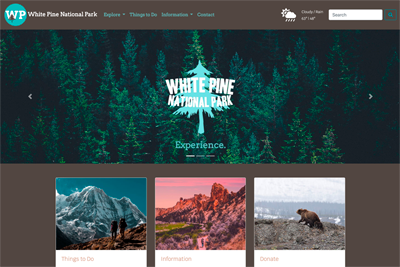 WP White Pine National Park Explore Things to Do Information Contact Cloudy / Rain Search
63° / 48°
WHITE PINE
NATIONAL PARK
Experience.
Things to Do Information Donate